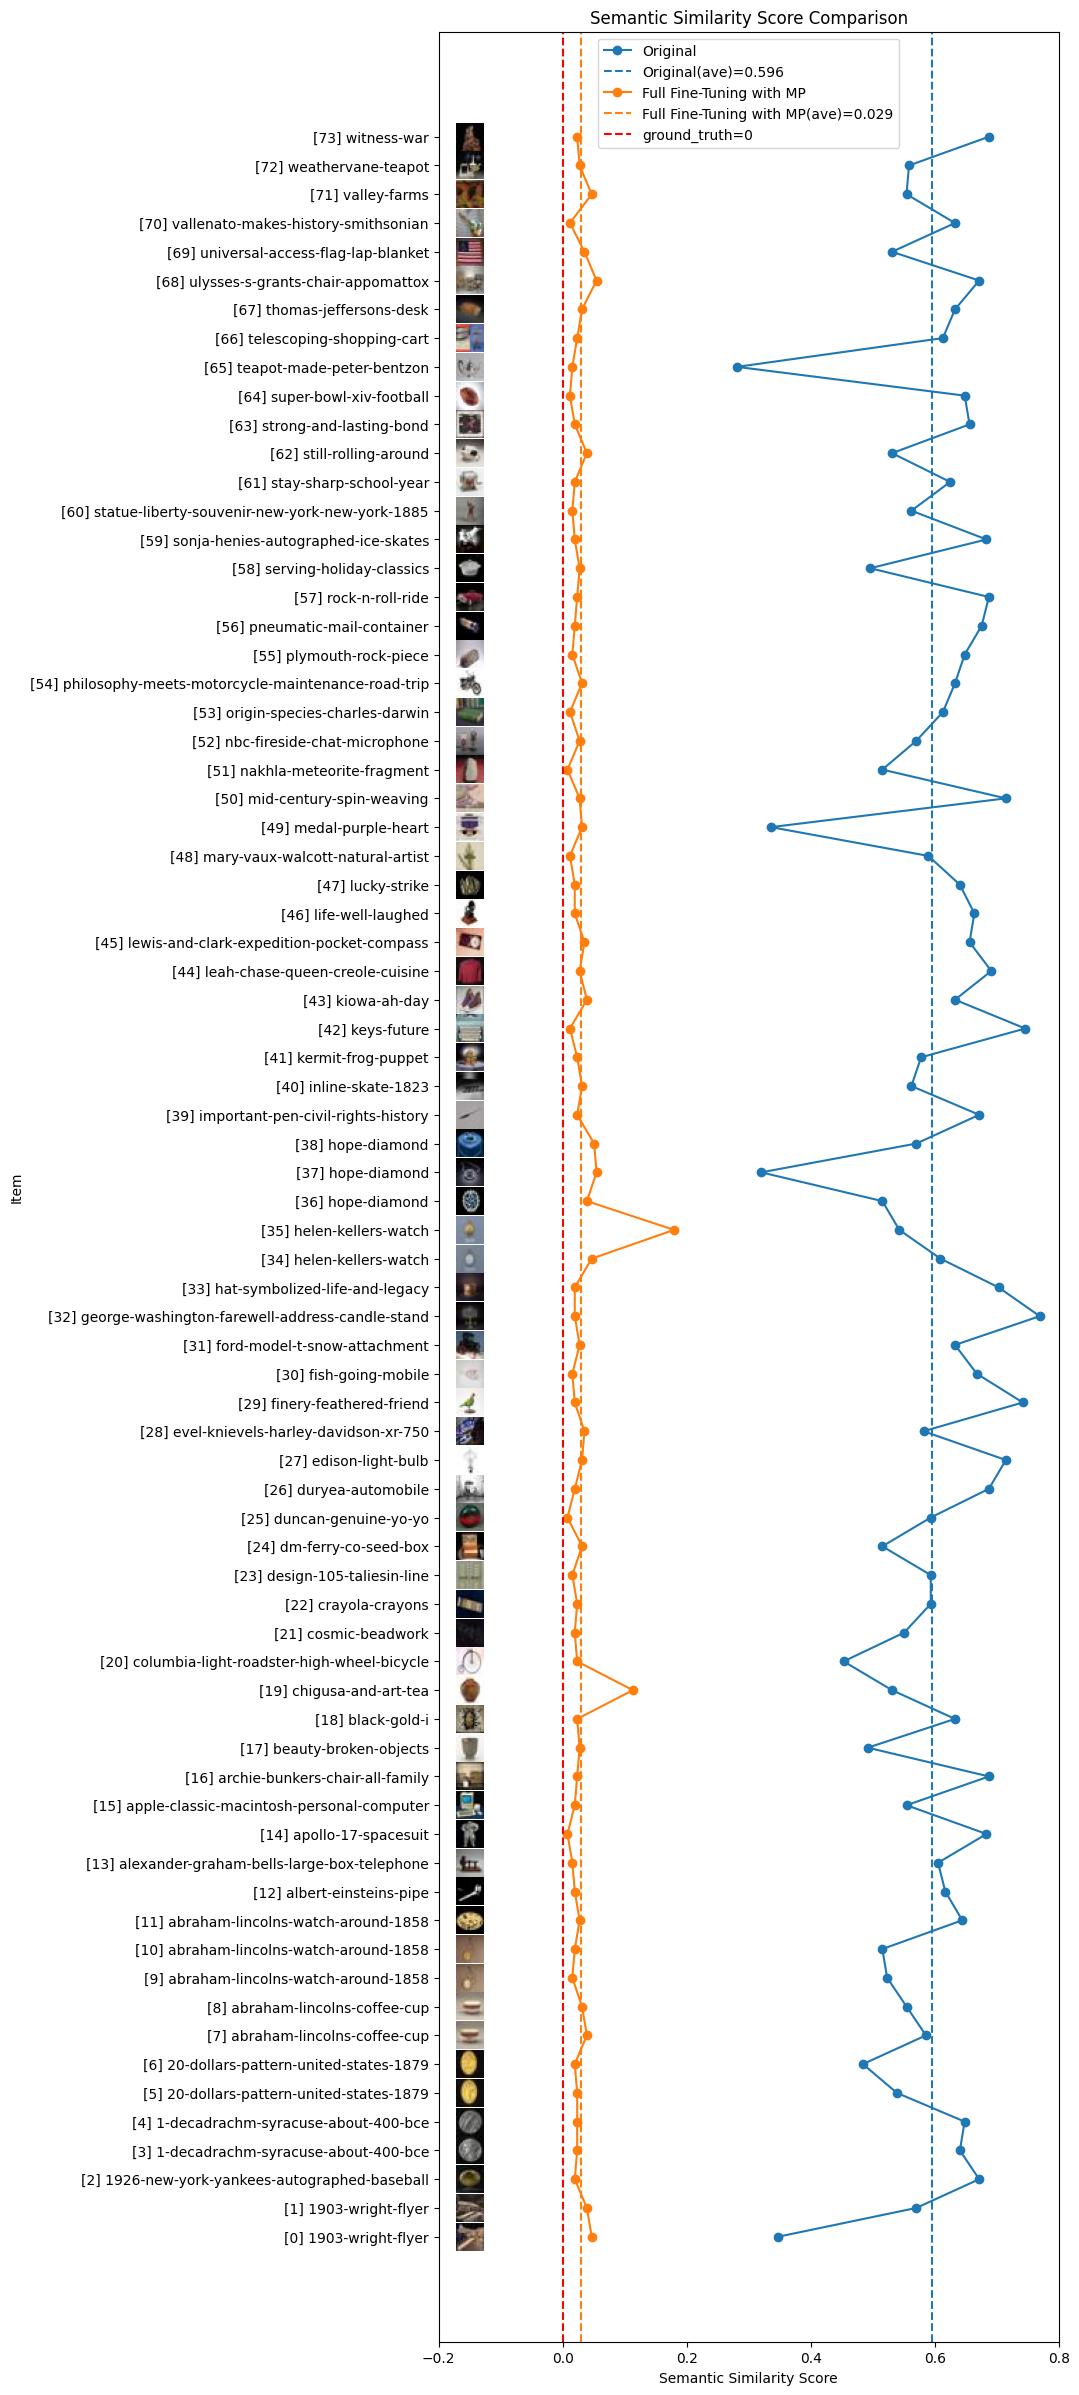 Semantic Similarity Score Comparison
Original
Original(ave)=0.596
Full Fine-Tuning with MP
Full Fine-Tuning with MP(ave)=0.029
ground_truth=0
[73] witness-war
[72] weathervane-teapot
[71] valley-farms
[70] vallenato-makes-history-smithsonian
[69] universal-access-flag-lap-blanket
[68] ulysses-s-grants-chair-appomattox
[67] thomas-jeffersons-desk
[66] telescoping-shopping-cart
[65] teapot-made-peter-bentzon
[64] super-bowl-xiv-football
[63] strong-and-lasting-bond
[62] still-rolling-around
[61] stay-sharp-school-year
[60] statue-liberty-souvenir-new-york-new-york-1885
[59] sonja-henies-autographed-ice-skates
[58] serving-holiday-classics
[57] rock-n-roll-ride
[56] pneumatic-mail-container
[55] plymouth-rock-piece
[54] philosophy-meets-motorcycle-maintenance-road-trip
[53] origin-species-charles-darwin
[52] nbc-fireside-chat-microphone
[51] nakhla-meteorite-fragment
[50] mid-century-spin-weaving
[49] medal-purple-heart
[48] mary-vaux-walcott-natural-artist
[47] lucky-strike
[46] life-well-laughed
[45] lewis-and-clark-expedition-pocket-compass
[44] leah-chase-queen-creole-cuisine
[43] kiowa-ah-day
[42] keys-future
[41] kermit-frog-puppet
[40] inline-skate-1823
[39] important-pen-civil-rights-history
[38] hope-diamond
[37] hope-diamond
[36] hope-diamond
[35] helen-kellers-watch
[34] helen-kellers-watch
[33] hat-symbolized-life-and-legacy
[32] george-washington-farewell-address-candle-stand
[31] ford-model-t-snow-attachment
[30] fish-going-mobile
[29] finery-feathered-friend
[28] evel-knievels-harley-davidson-xr-750
[27] edison-light-bulb
[26] duryea-automobile
[25] duncan-genuine-yo-yo
[24] dm-ferry-co-seed-box
[23] design-105-taliesin-line
[22] crayola-crayons
[21] cosmic-beadwork
[20] columbia-light-roadster-high-wheel-bicycle
[19] chigusa-and-art-tea
[18] black-gold-i
[17] beauty-broken-objects
[16] archie-bunkers-chair-all-family
[15] apple-classic-macintosh-personal-computer
[14] apollo-17-spacesuit
[13] alexander-graham-bells-large-box-telephone
[12] albert-einsteins-pipe
[11] abraham-lincolns-watch-around-1858
[10] abraham-lincolns-watch-around-1858
[9] abraham-lincolns-watch-around-1858
[8] abraham-lincolns-coffee-cup
[7] abraham-lincolns-coffee-cup
[6] 20-dollars-pattern-united-states-1879
[5] 20-dollars-pattern-united-states-1879
[4] 1-decadrachm-syracuse-about-400-bce
[3] 1-decadrachm-syracuse-about-400-bce
[2] 1926-new-york-yankees-autographed-baseball
[1] 1903-wright-flyer
[0] 1903-wright-flyer
Item
−0.2 0.0 0.2 0.4 0.6 0.8
Semantic Similarity Score